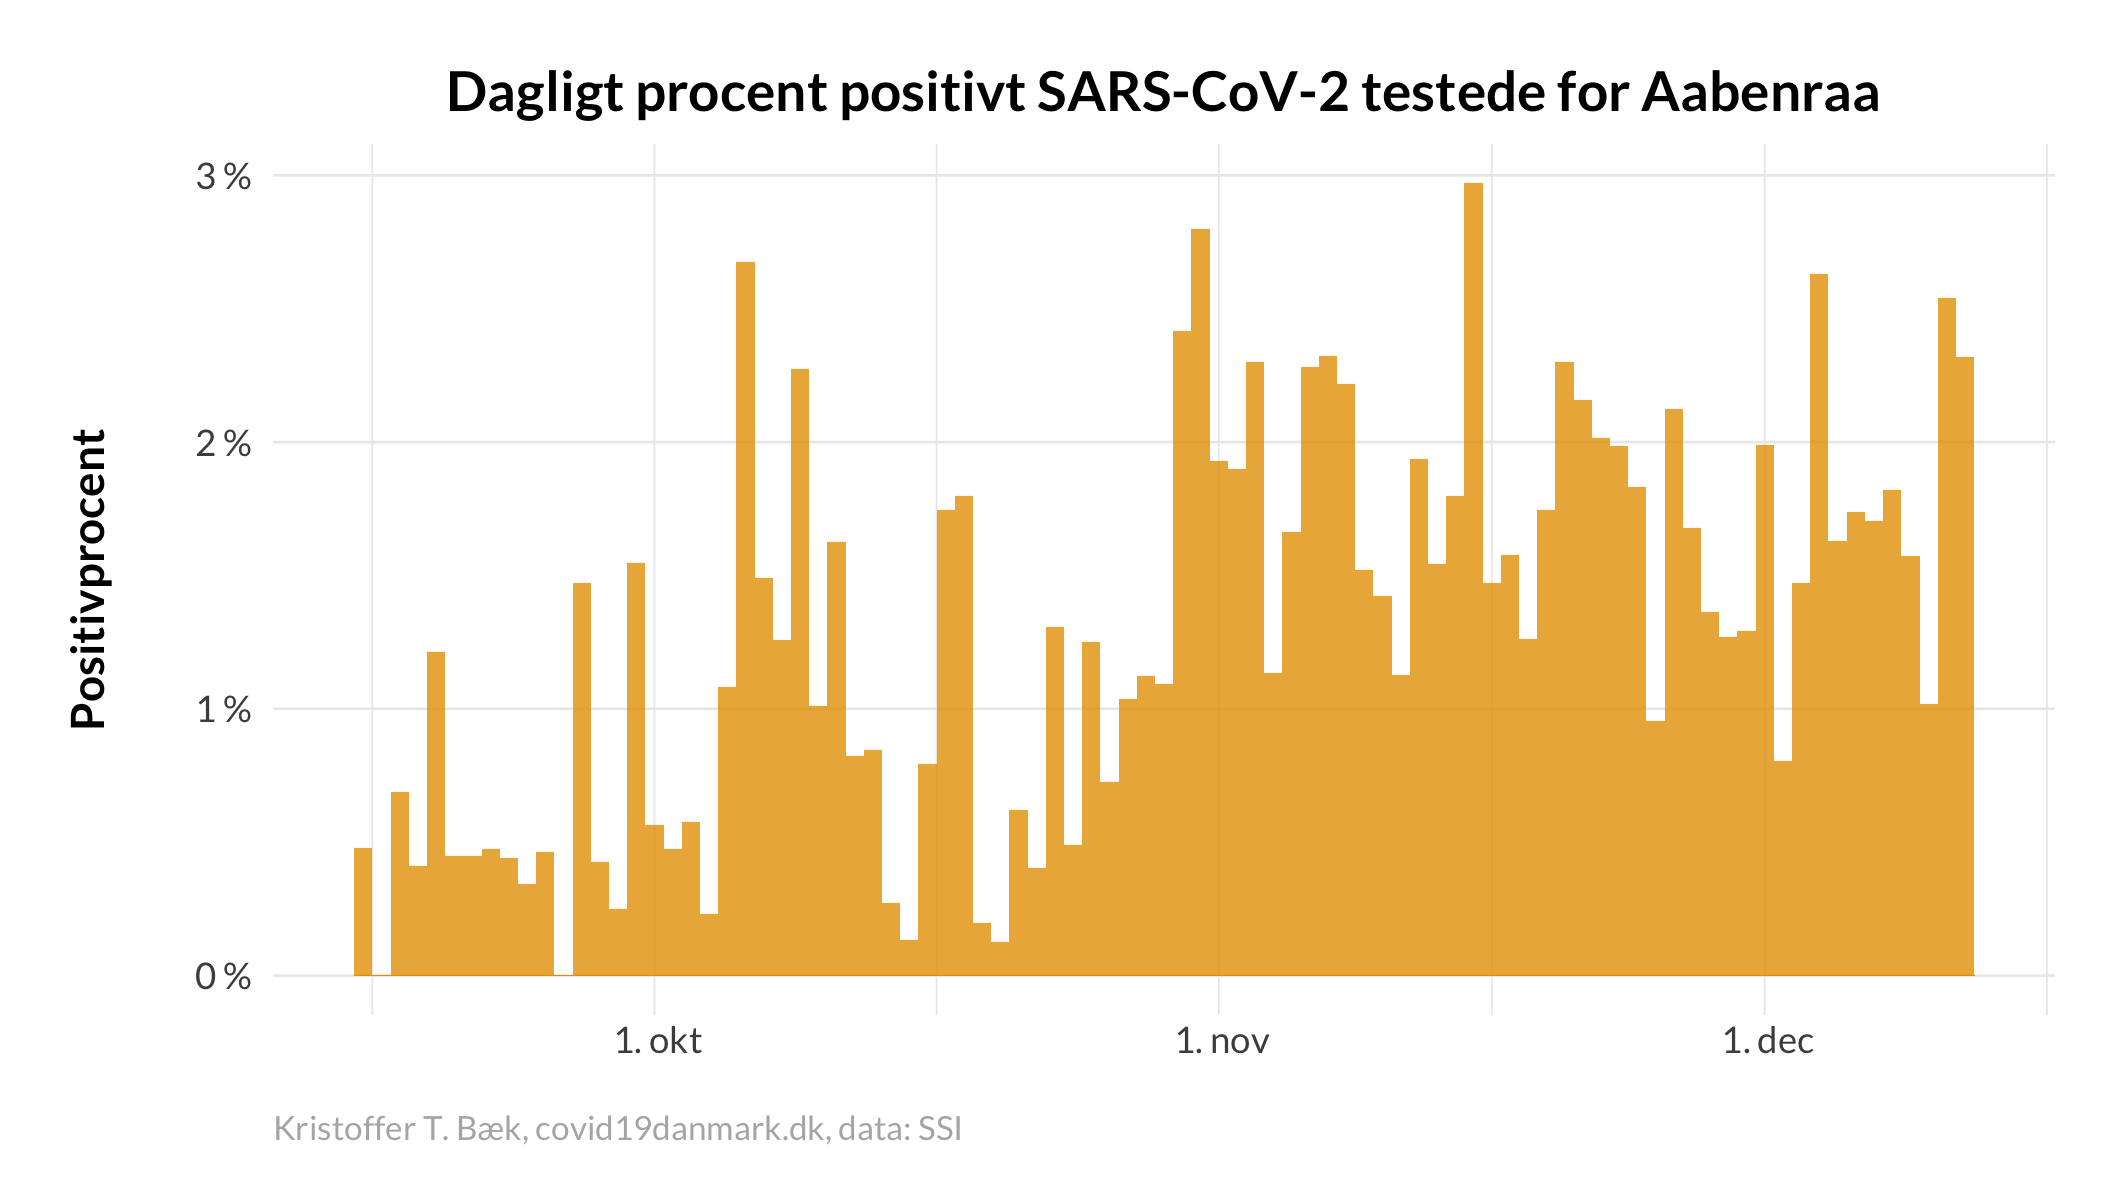 Dagligt procent positivt SARS-CoV-2 testede for Aabenraa
Positivprocent
3 %
2 %
1 %
0 %
1. okt
1. nov
1. dec
Kristoffer T. Bæk, covid19danmark.dk, data: SSI